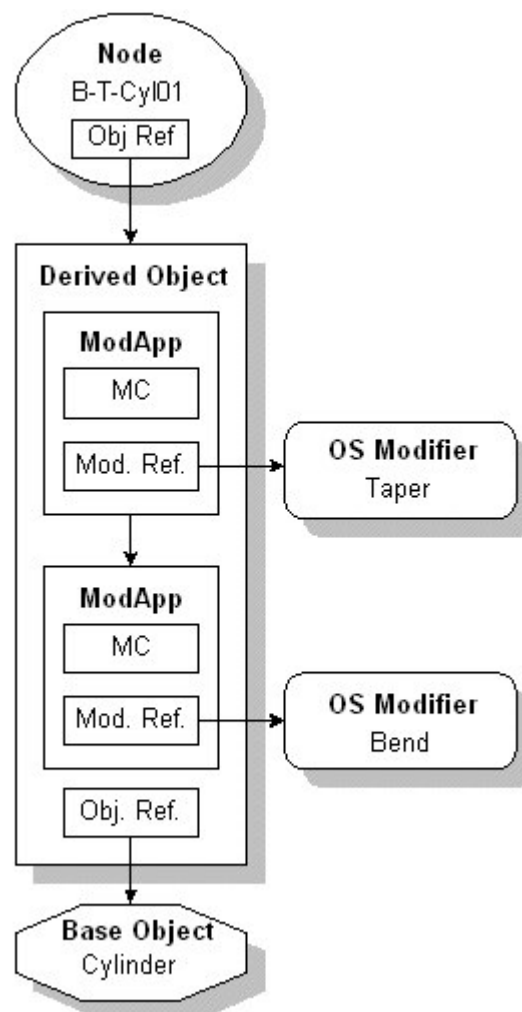 Node
B-T-Cyl01
Obj Ref
Derived Object
ModApp
MC
Mod. Ref.
OS Modifier
Taper
ModApp
MC
Mod. Ref.
OS Modifier
Bend
Obj. Ref.
Base Object
Cylinder